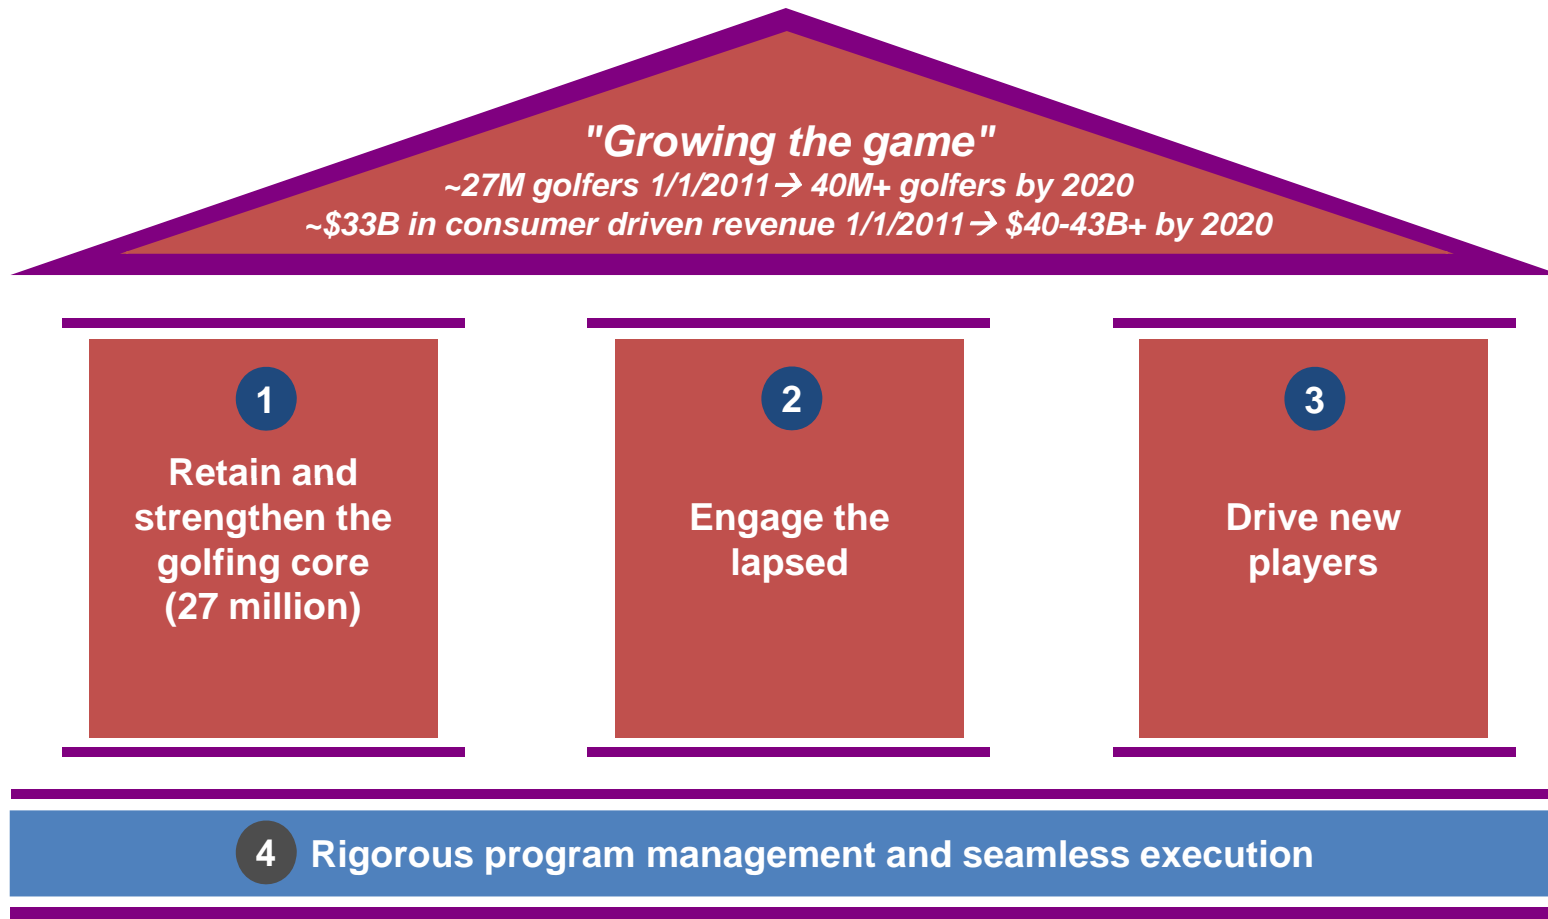 "Growing the game"
~27M golfers 1/1/2011→ 40M+ golfers by 2020
~$33B in consumer driven revenue 1/1/2011→ $40-43B+ by 2020
1
Retain and
strengthen the
golfing core
(27 million)
2
Engage the
lapsed
3
Drive new
players
4 Rigorous program management and seamless execution